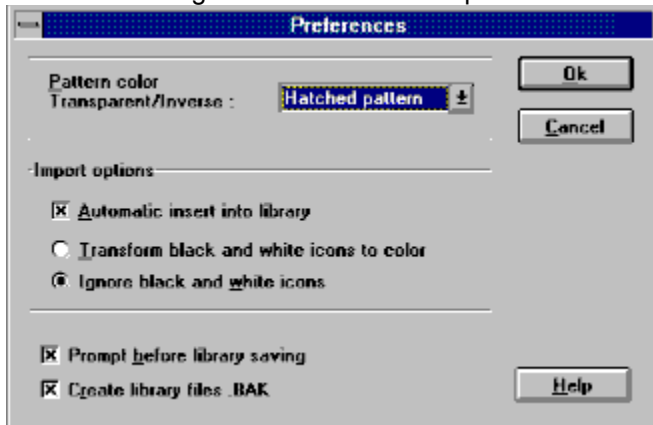 Preferences
Pattern color
Transparent/Inverse :
Hatched pattern
Ok
Cancel
Import options
Automatic insert into library
Transform black and white icons to color
Ignore black and white icons
Prompt before library saving
Create library files .BAK
Help